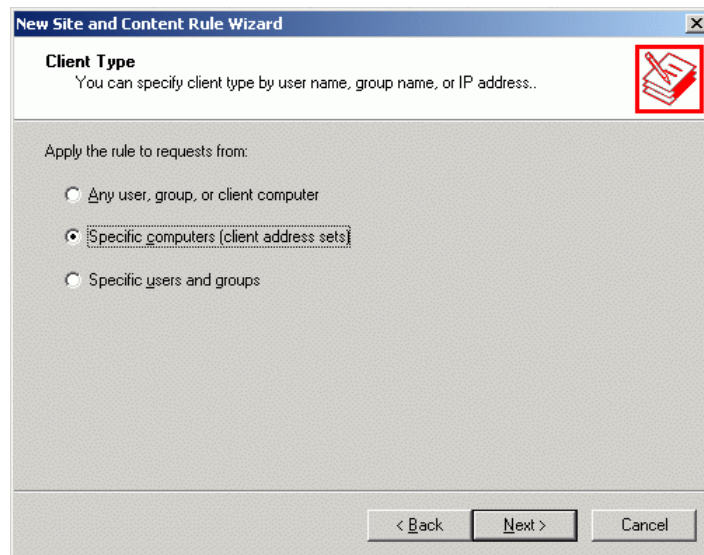 New Site and Content Rule Wizard
Client Type
You can specify client type by user name, group name, or IP address..
Apply the rule to requests from:
Any user, group, or client computer
Specific computers (client address sets)
Specific users and groups
< Back
Next >
Cancel